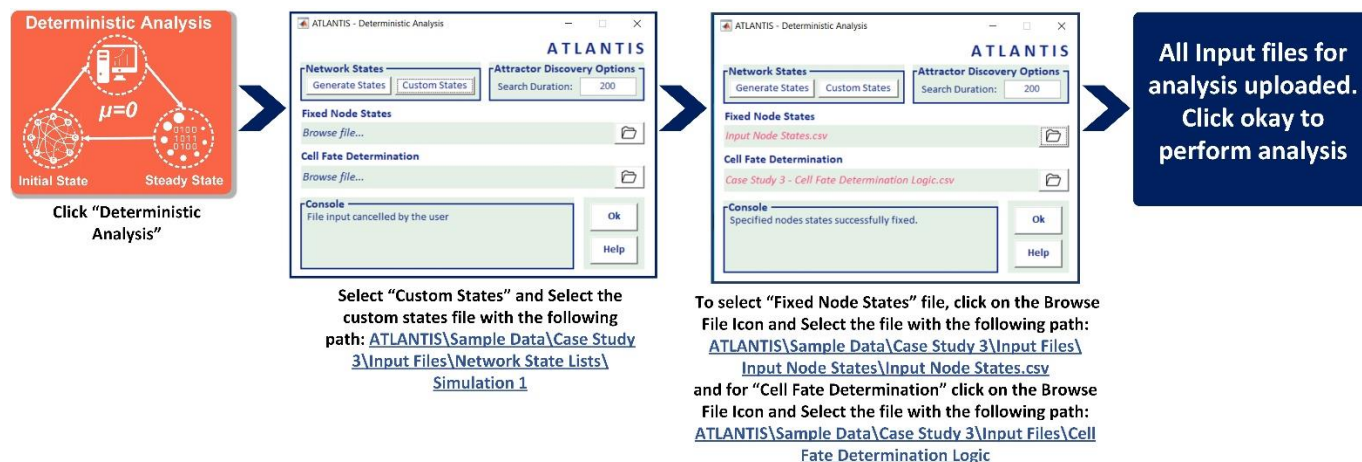 Deterministic Analysis
μ=0
0100
1011
0100
Initial State
Steady State
Click “Deterministic
Analysis”
ATLANTIS - Deterministic Analysis
ATLANTIS
Network States
Generate States
Custom States
Attractor Discovery Options
Search Duration:
200
Fixed Node States
Browse file...
Cell Fate Determination
Browse file...
Console
File input cancelled by the user
Ok
Help
Select “Custom States” and Select the
custom states file with the following
path: ATLANTIS\Sample Data\Case Study
3\Input Files\Network State Lists\
Simulation 1
ATLANTIS - Deterministic Analysis
ATLANTIS
Network States
Generate States
Custom States
Attractor Discovery Options
Search Duration:
200
Fixed Node States
Input Node States.csv
Cell Fate Determination
Case Study 3 - Cell Fate Determination Logic.csv
Console
Specified nodes states successfully fixed.
Ok
Help
To select “Fixed Node States” file, click on the Browse
File Icon and Select the file with the following path:
ATLANTIS\Sample Data\Case Study 3\Input Files\
Input Node States\Input Node States.csv
and for “Cell Fate Determination” click on the Browse
File Icon and Select the file with the following path:
ATLANTIS\Sample Data\Case Study 3\Input Files\Cell
Fate Determination Logic
All Input files for
analysis uploaded.
Click okay to
perform analysis